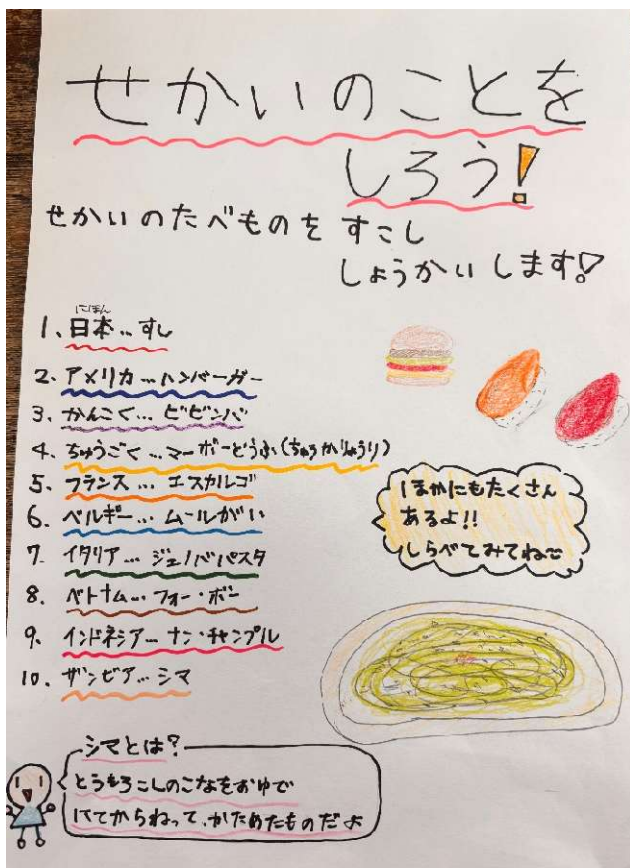 せかいのことを
しろう!
せかいのたべものを すこし
しょうかいします!
にほん
1、日本…すし
2、アメリカ…ハンバーガー
3、かんこく…ビビンバ
4、ちゅうごく…マーボーどうふ(ちゅうかりょうり)
5、フランス…エスカルゴ
6、ベルギー…ムールがい
7、イタリア…ジェノバパスタ
8、ベトナム…フォー・ボー
9、インドネシア…ナン・チャンプル
10、ザンビア…シマ
ほかにもたくさん
あるよ!!
しらべてみてね
シマとは?
とうもろこしのこなをおゆで
にてからねって、かためたものだよ